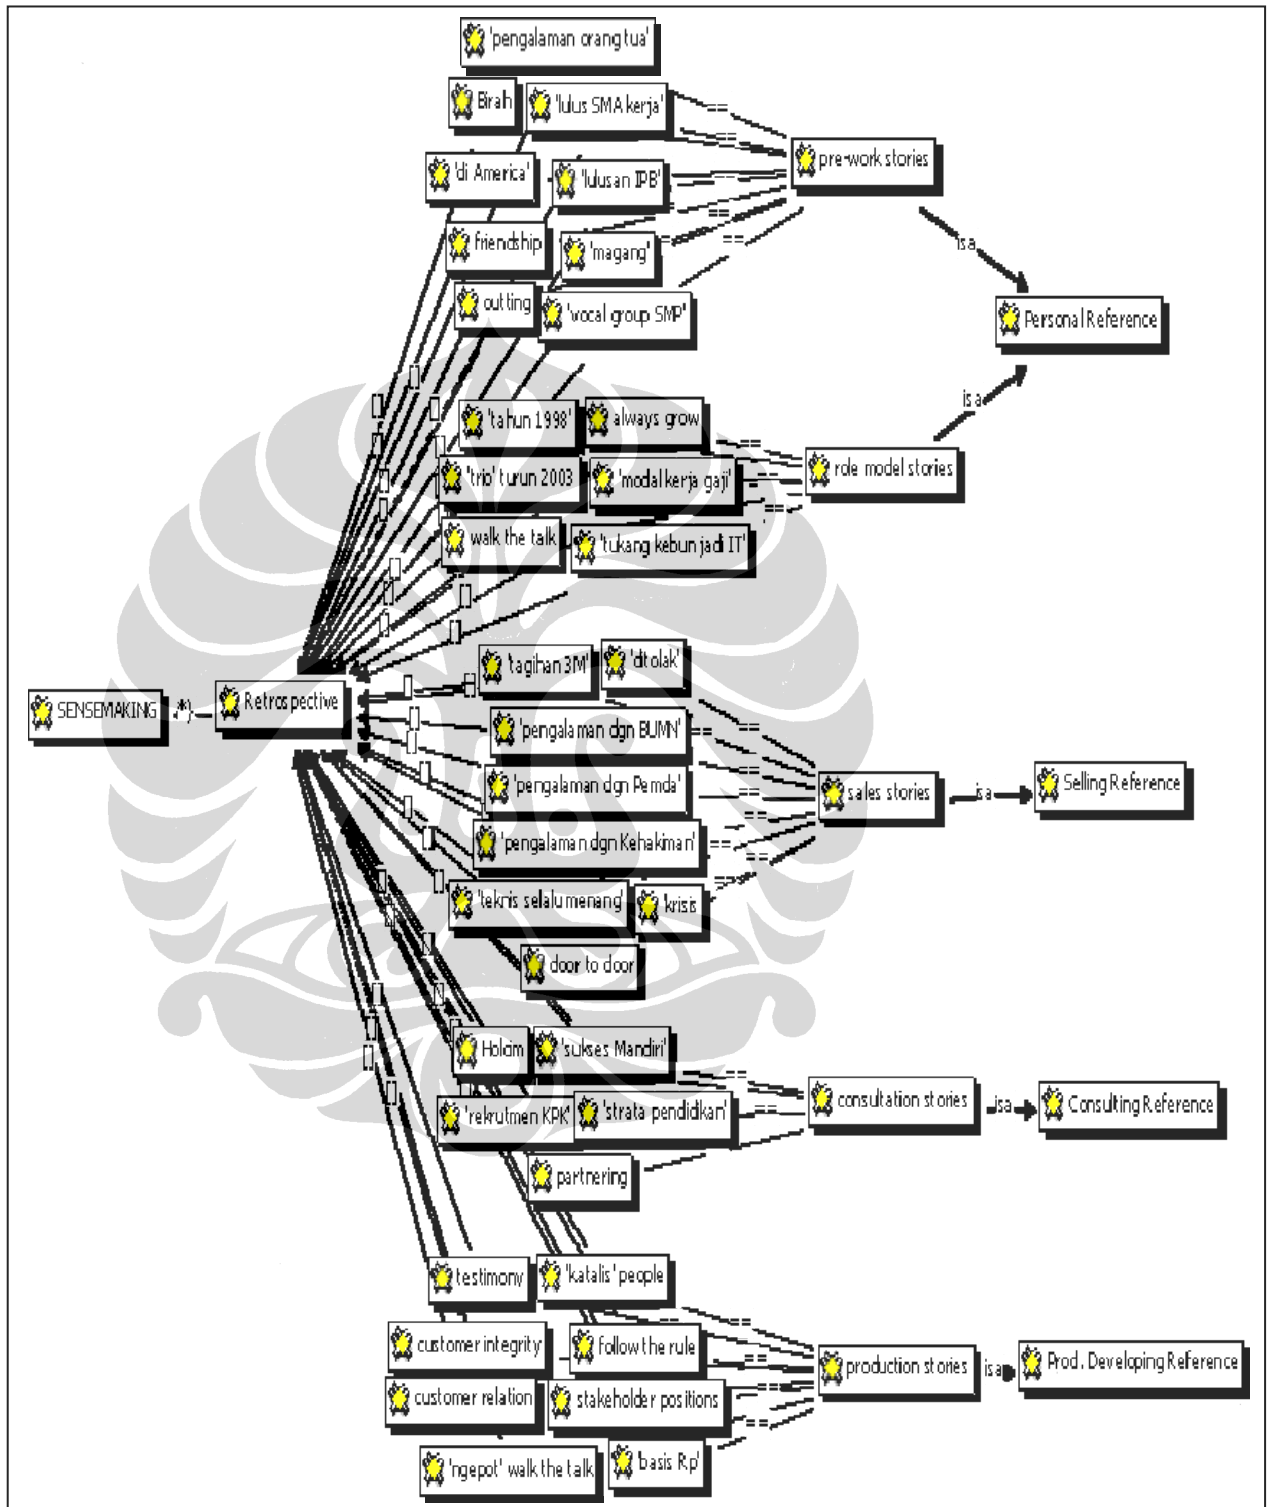 'pengalaman orang tua'
Birah
'lulus SMA kerja'
pre-work stories
'di America'
'lulusan IPB'
friendship
'magang'
is a
outting
'vocal group SMP'
Personal Reference
is a
'tahun 1998'
always grow
'trio' turun 2003
'modal kerja gaji'
role model stories
walk the talk
'tukang kebun jadi IT'
'tagihan 3M'
'ditolak'
SENSEMAKING
*}
Retrospective
'pengalaman dgn BUMN'
'pengalaman dgn Pemda'
sales stories
is a
Selling Reference
'pengalaman dgn Kehakiman'
'teknis selalu menang'
'krisis
door to door
Holcim
'sukses Mandiri'
'rekrutmen KPK'
'strata pendidikan'
consultation stories
isa
Consulting Reference
partnering
testimony
'katalis' people
customer integrity
follow the rule
production stories
is a
Prod. Developing Reference
customer relation
stakeholder positions
'ngepot' walk the talk
'basis Rp'